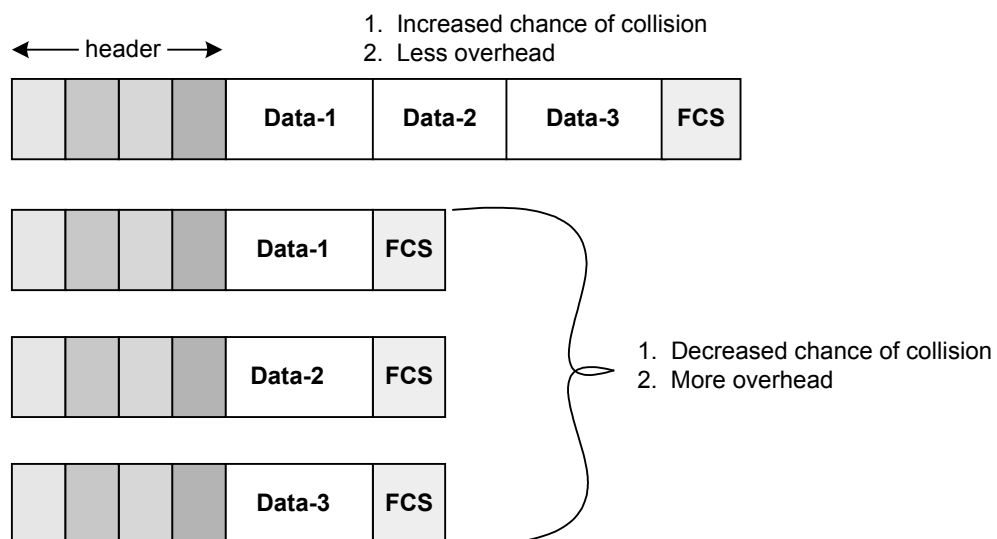 1. Increased chance of collision
2. Less overhead
header
Data-1 Data-2 Data-3 FCS
Data-1 FCS
Data-2 FCS
Data-3 FCS
1. Decreased chance of collision
2. More overhead